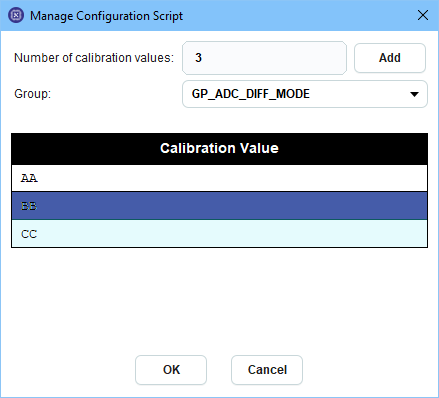 Manage Configuration Script
Number of calibration values: 3 Add
Group: GP_ADC_DIFF_MODE
Calibration Value
AA
BB
CC
OK Cancel